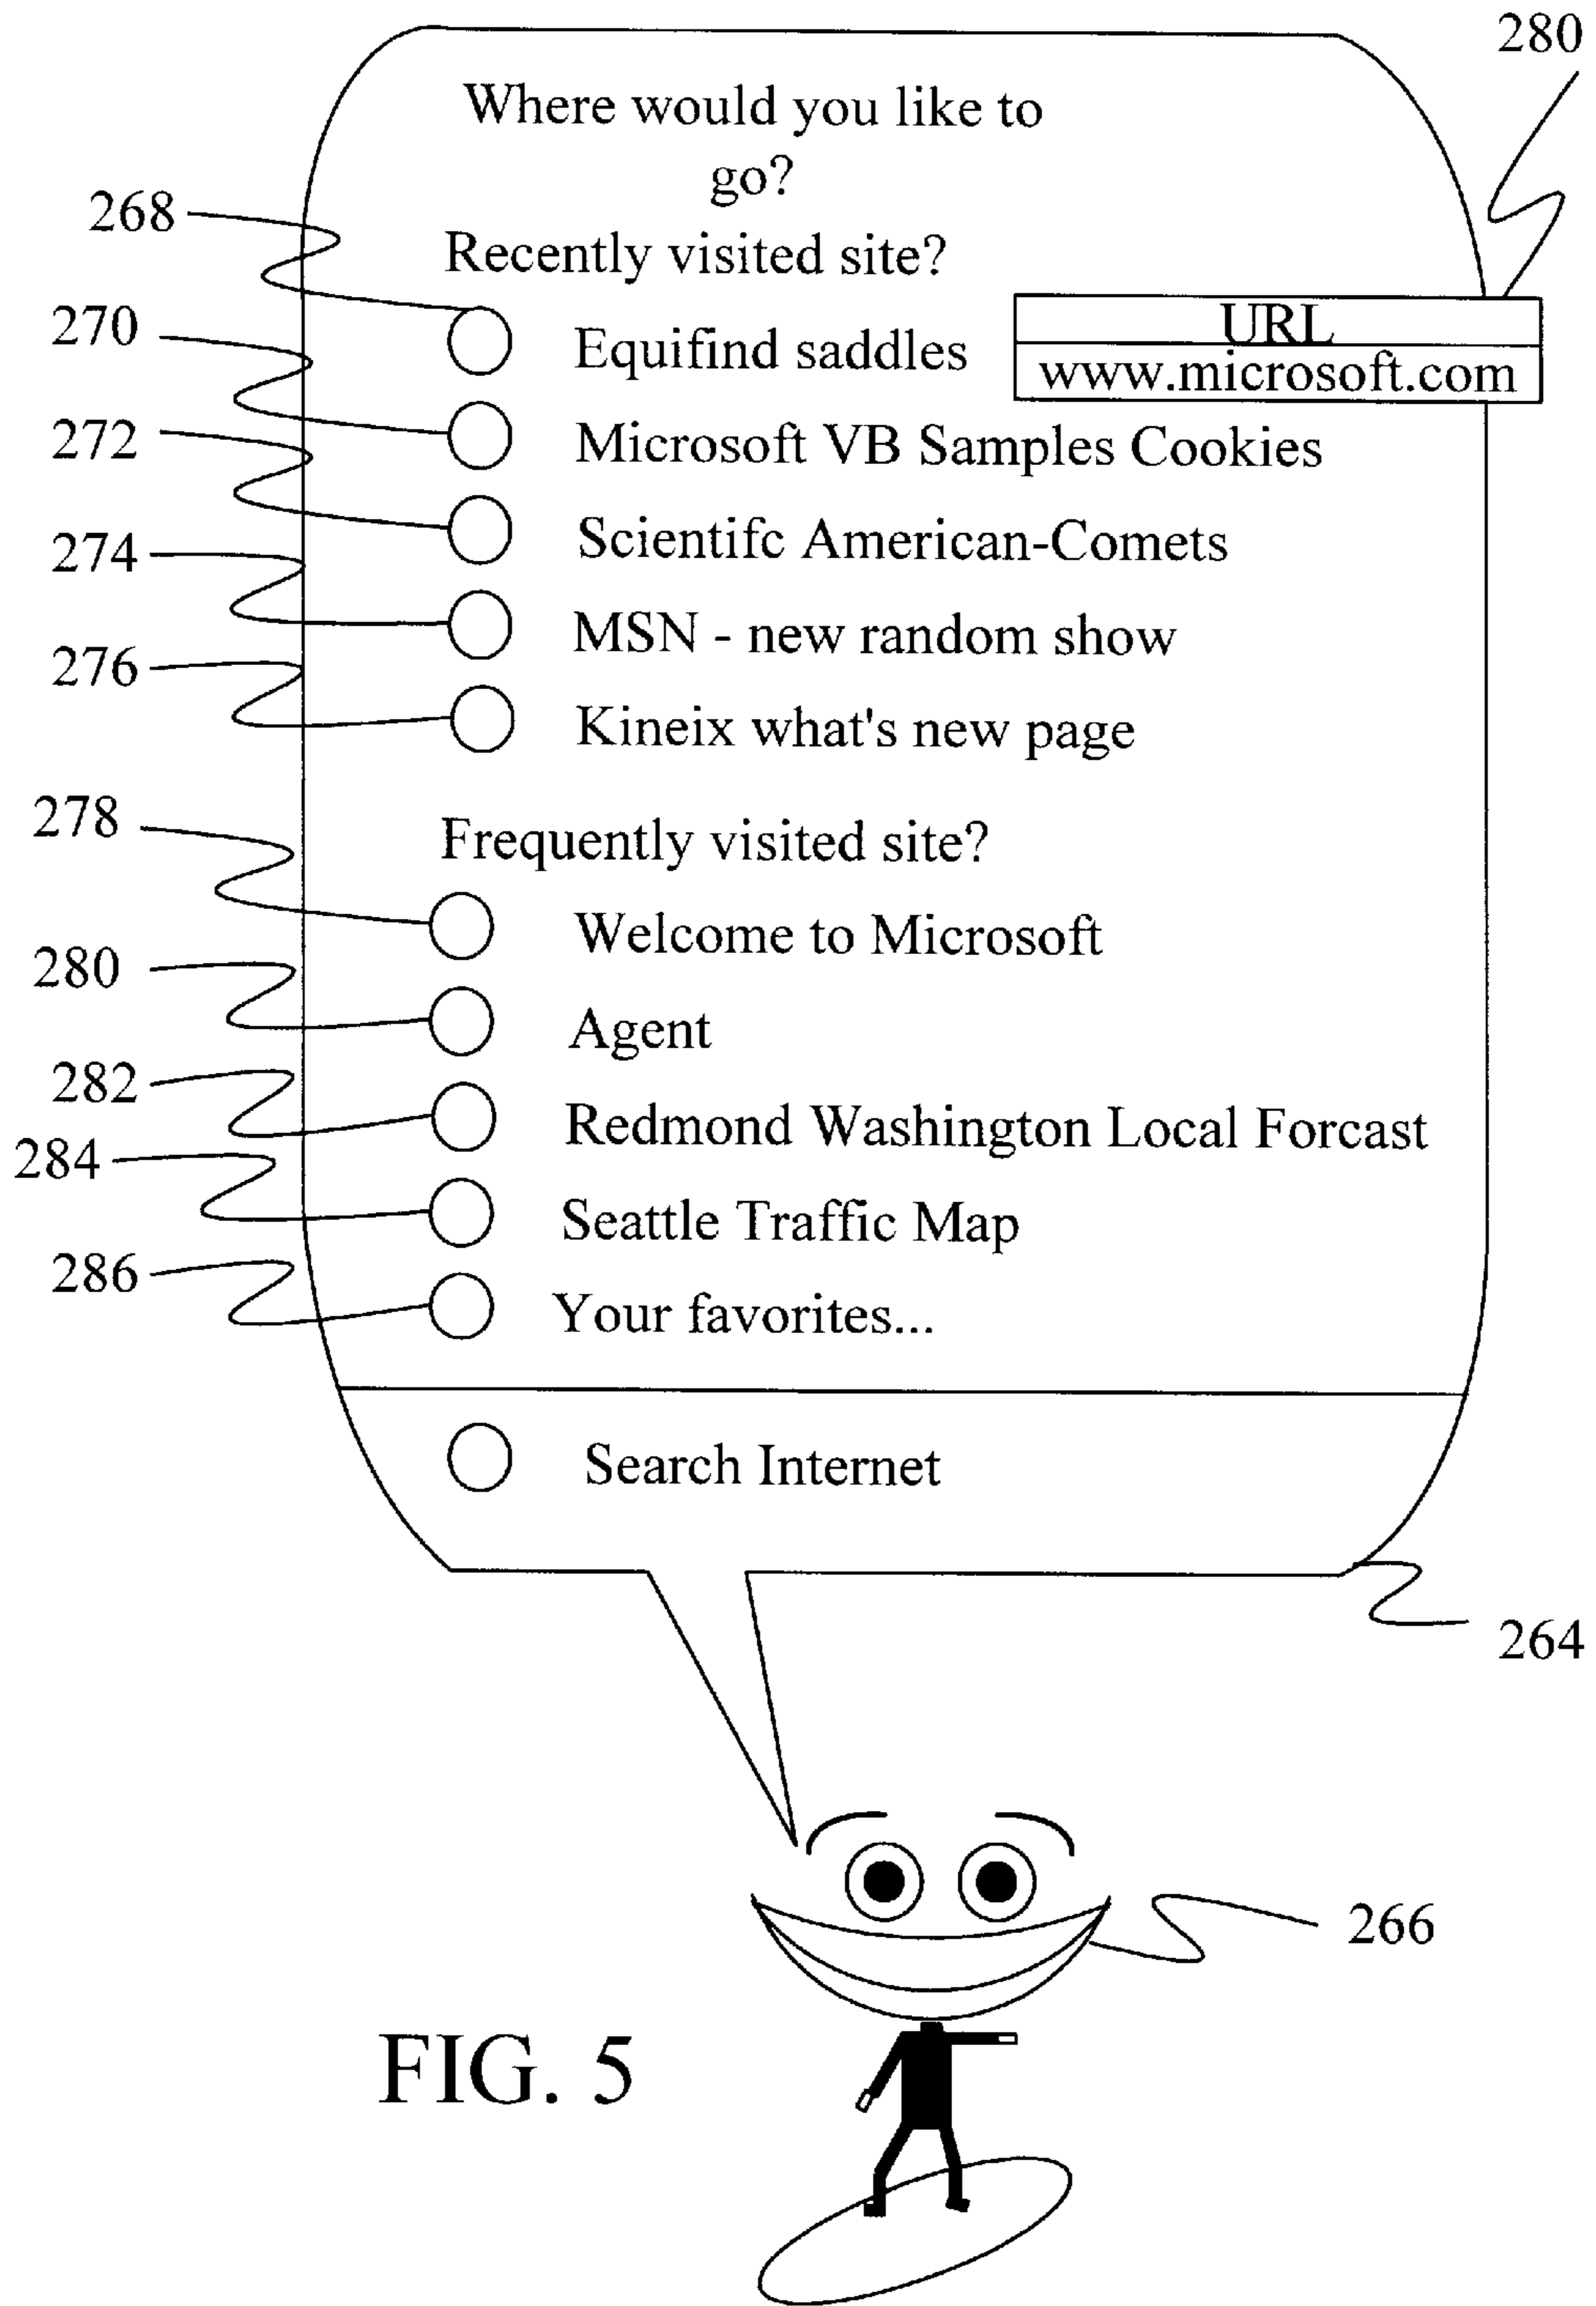 280
Where would you like to
go?
268
Recently visited site?
270
Equifind saddles
URL
www.microsoft.com
272
Microsoft VB Samples Cookies
Scientifc American-Comets
274
MSN - new random show
276
Kineix what's new page
278
Frequently visited site?
Welcome to Microsoft
280
Agent
282
Redmond Washington Local Forcast
284
Seattle Traffic Map
286
Your favorites...
Search Internet
264
266
FIG. 5